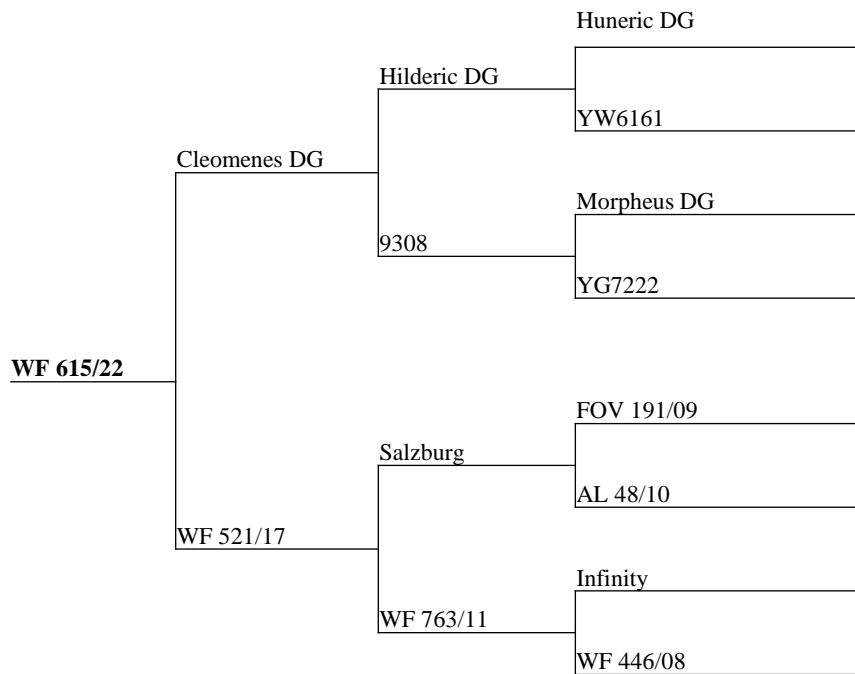 Huneric DG
Hilderic DG
YW6161
Cleomenes DG
Morpheus DG
9308
YG7222
WF 615/22
FOV 191/09
Salzburg
AL 48/10
WF 521/17
Infinity
WF 763/11
WF 446/08